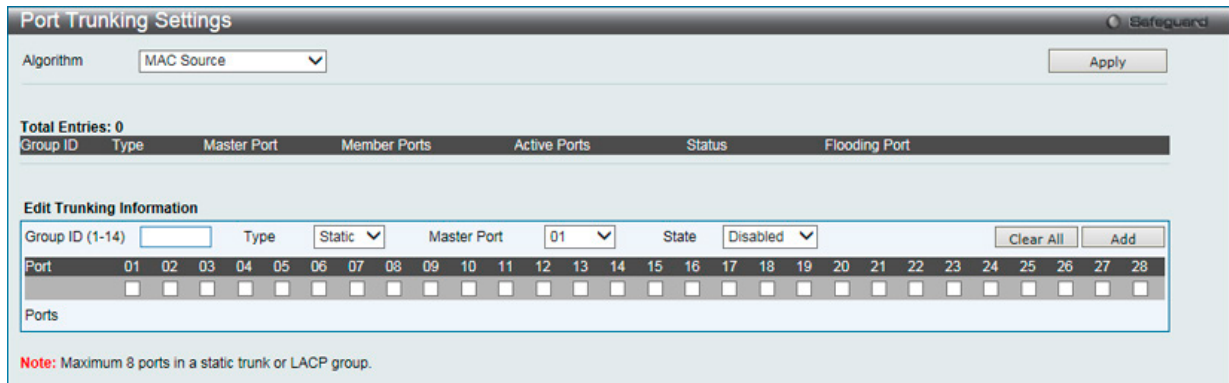 Port Trunking Settings Safeguard
Algorithm MAC Source Apply
Total Entries: 0
Group ID Type Master Port Member Ports Active Ports Status Flooding Port
Edit Trunking Information
Group ID (1-14) Type Static Master Port 01 State Disabled Clear All Add
Port 01 02 03 04 05 06 07 08 09 10 11 12 13 14 15 16 17 18 19 20 21 22 23 24 25 26 27 28
Ports
Note: Maximum 8 ports in a static trunk or LACP group.